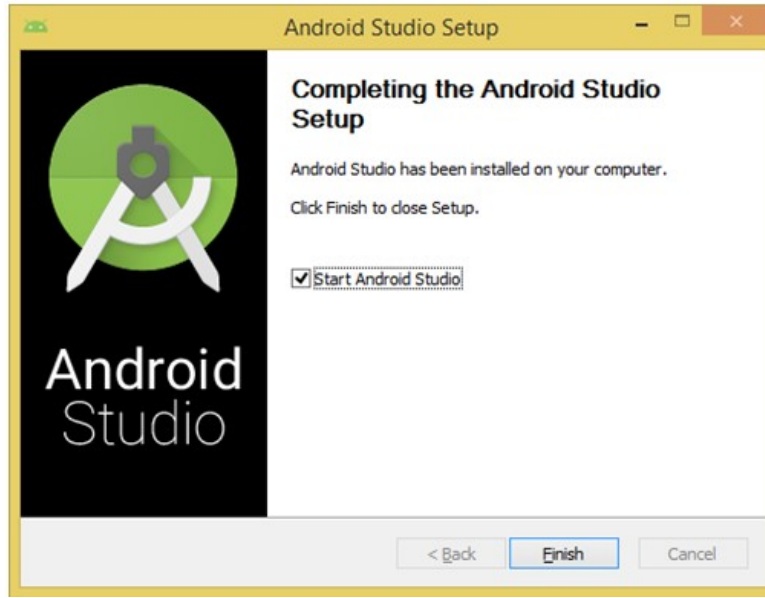 Android Studio Setup
Completing the Android Studio
Setup
Android Studio has been installed on your computer.
Click Finish to close Setup.
Start Android Studio
Android
Studio
< Back
Finish
Cancel